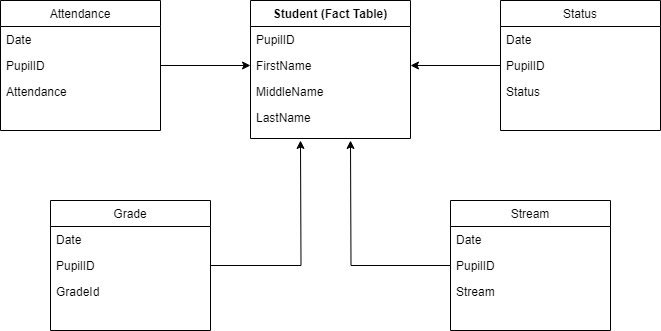 Attendance
Date
PupilID
Attendance
Student (Fact Table)
PupilID
FirstName
MiddleName
LastName
Status
Date
PupilID
Status
Grade
Date
PupilID
GradeId
Stream
Date
PupilID
Stream